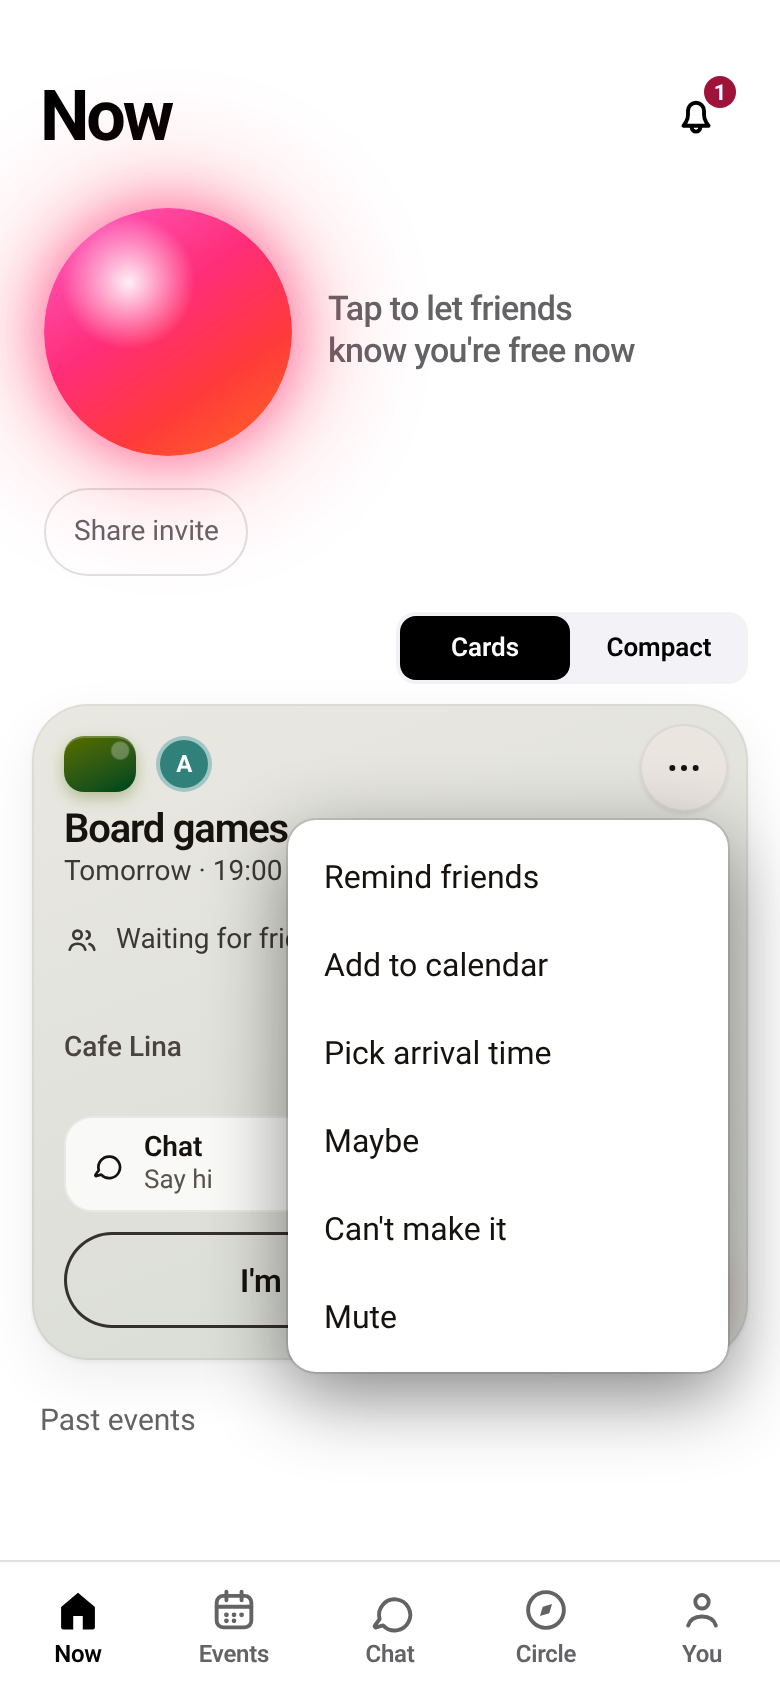 Now
1
Tap to let friends
know you're free now
Share invite
Cards
Compact
A
Board games
Tomorrow · 19:00
Waiting for
Cafe Lina
Chat
Say hi
I'm
Remind friends
Add to calendar
Pick arrival time
Maybe
Can't make it
Mute
Past events
Now
Events
Chat
Circle
You